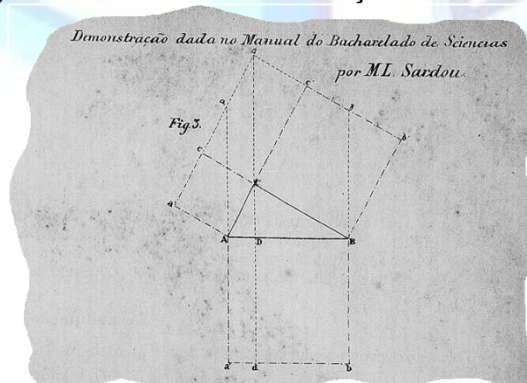 Demonstração dada no Manual do Bacharelado de Sciencias
por M.L. Sardou.
Fig 3.
C
A
D
B
a
d
b